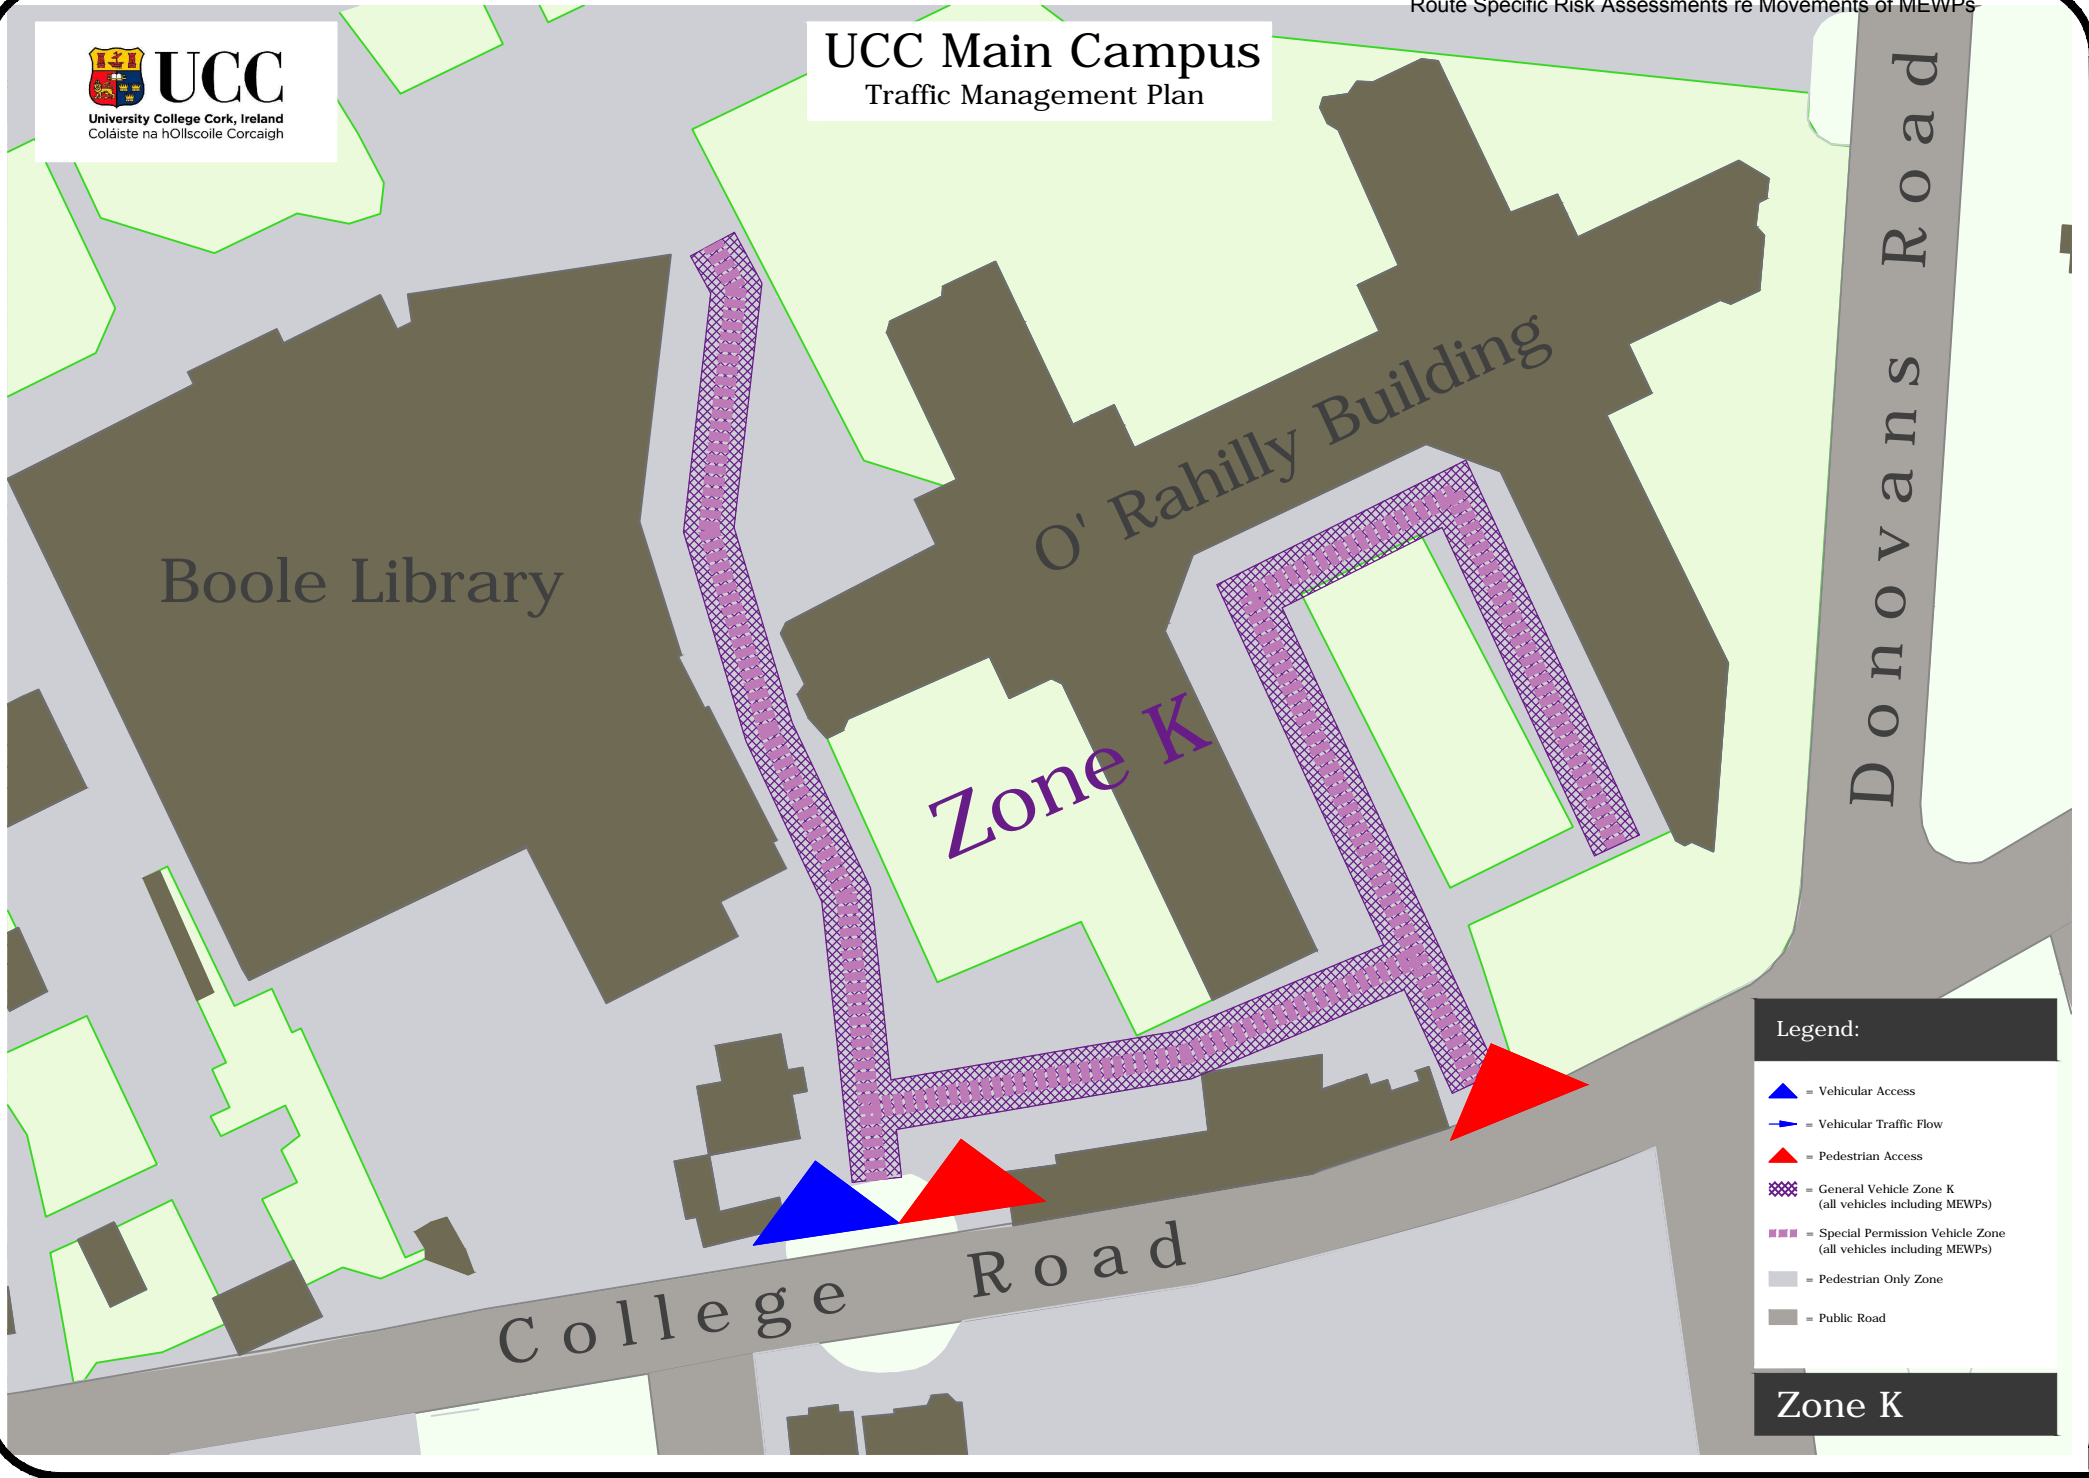 Route Specific Risk Assessments re Movements of MEWPs
UCC
University College Cork, Ireland
Coláiste na hOllscoile Corcaigh
UCC Main Campus
Traffic Management Plan
Donovans Road
O' Rahilly Building
Boole Library
Zone K
College Road
Legend:
= Vehicular Access
= Vehicular Traffic Flow
= Pedestrian Access
= General Vehicle Zone K
(all vehicles including MEWPs)
= Special Permission Vehicle Zone
(all vehicles including MEWPs)
= Pedestrian Only Zone
= Public Road
Zone K